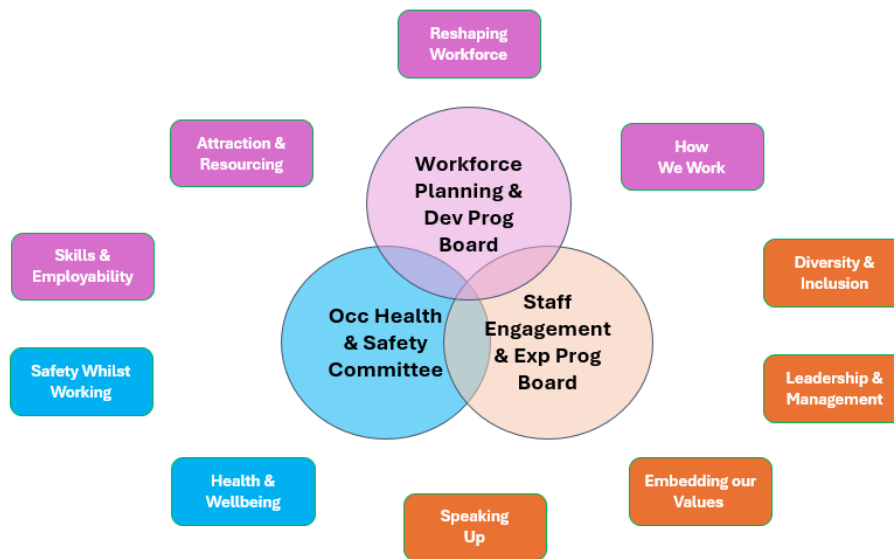 Reshaping
Workforce
Attraction &
Resourcing
How
We Work
Workforce
Planning &
Dev Prog
Board
Skills &
Employability
Diversity &
Inclusion
Occ Health
& Safety
Committee
Staff
Engagement
& Exp Prog
Board
Safety Whilst
Working
Leadership &
Management
Health &
Wellbeing
Embedding our
Values
Speaking
Up